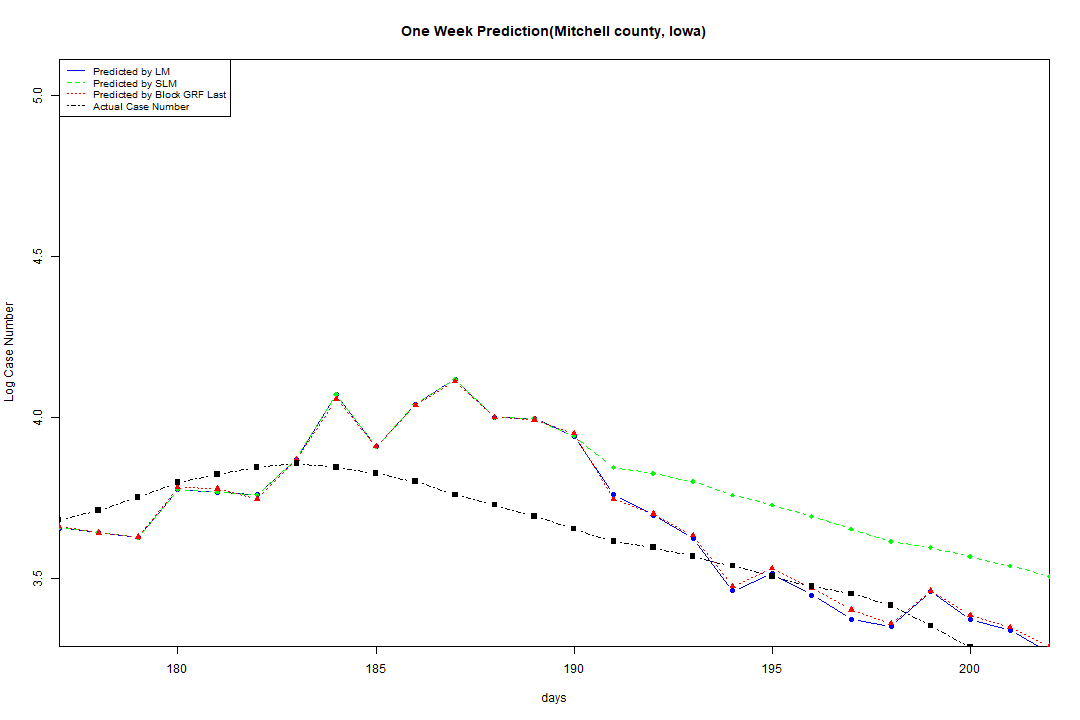 One Week Prediction(Mitchell county, Iowa)
Predicted by LM
Predicted by SLM
Predicted by Block GRF Last
Actual Case Number
5.0
4.5
4.0
3.5
Log Case Number
180 185 190 195 200
days